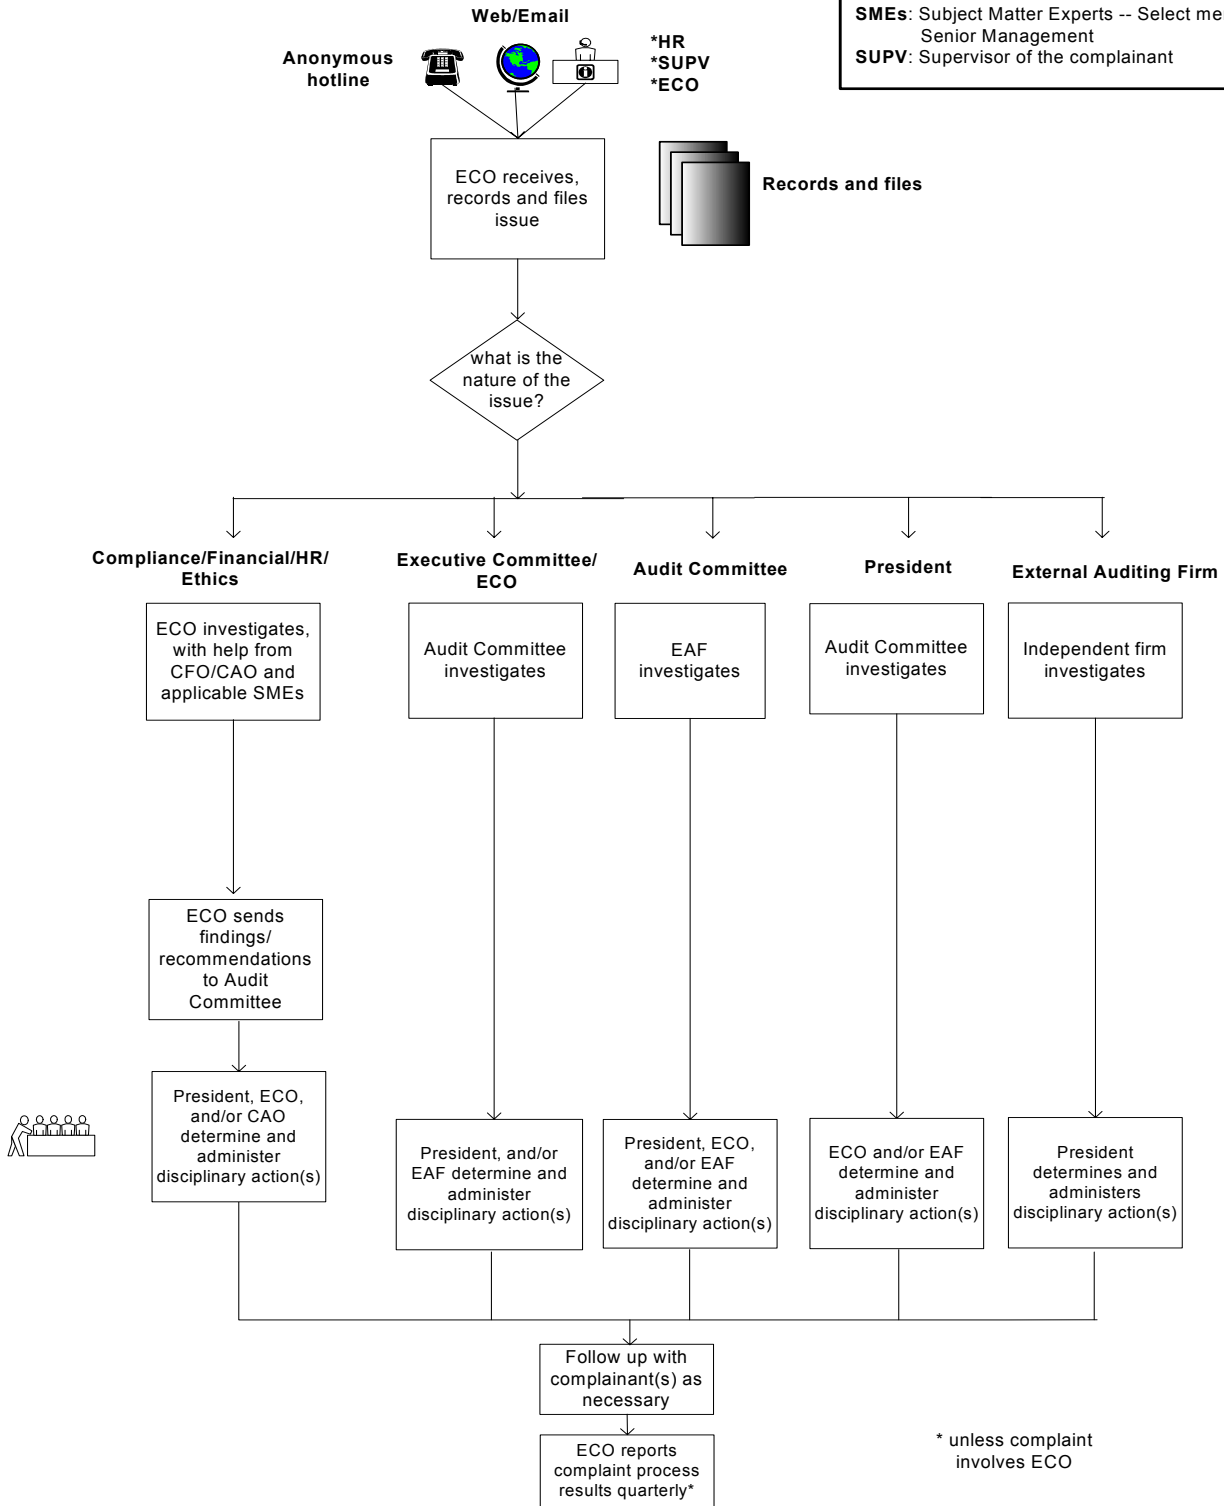 SMEs: Subject Matter Experts -- Select
Senior Management
SUPV: Supervisor of the complainant
Web/Email
Anonymous
hotline
*HR
*SUPV
*ECO
ECO receives,
records and files
issue
Records and files
what is the
nature of the
issue?
Compliance/Financial/HR/
Ethics
Executive Committee/
ECO
Audit Committee
President
External Auditing Firm
ECO investigates,
with help from
CFO/CAO and
applicable SMEs
Audit Committee
investigates
EAF
investigates
Audit Committee
investigates
Independent firm
investigates
ECO sends
findings/
recommendations
to Audit
Committee
President, ECO,
and/or CAO
determine and
administer
disciplinary action(s)
President, and/or
EAF determine and
administer
disciplinary action(s)
President, ECO,
and/or EAF
determine and
administer
disciplinary action(s)
ECO and/or EAF
determine and
administer
disciplinary action(s)
President
determines and
administers
disciplinary action(s)
Follow up with
complainant(s) as
necessary
ECO reports
complaint process
results quarterly*
* unless complaint
involves ECO